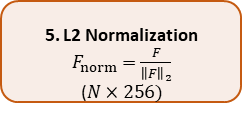 5. L2 Normalization
F_norm = F / ‖F‖₂
(N × 256)